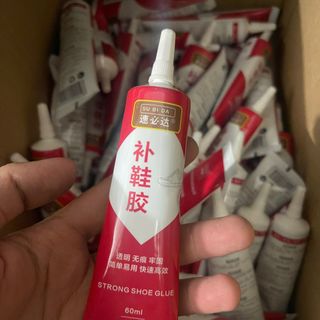 SU BI DA
速必达
补鞋胶
透明 无痕 牢固
简单易用 快速高效
STRONG SHOE GLUE
60ml